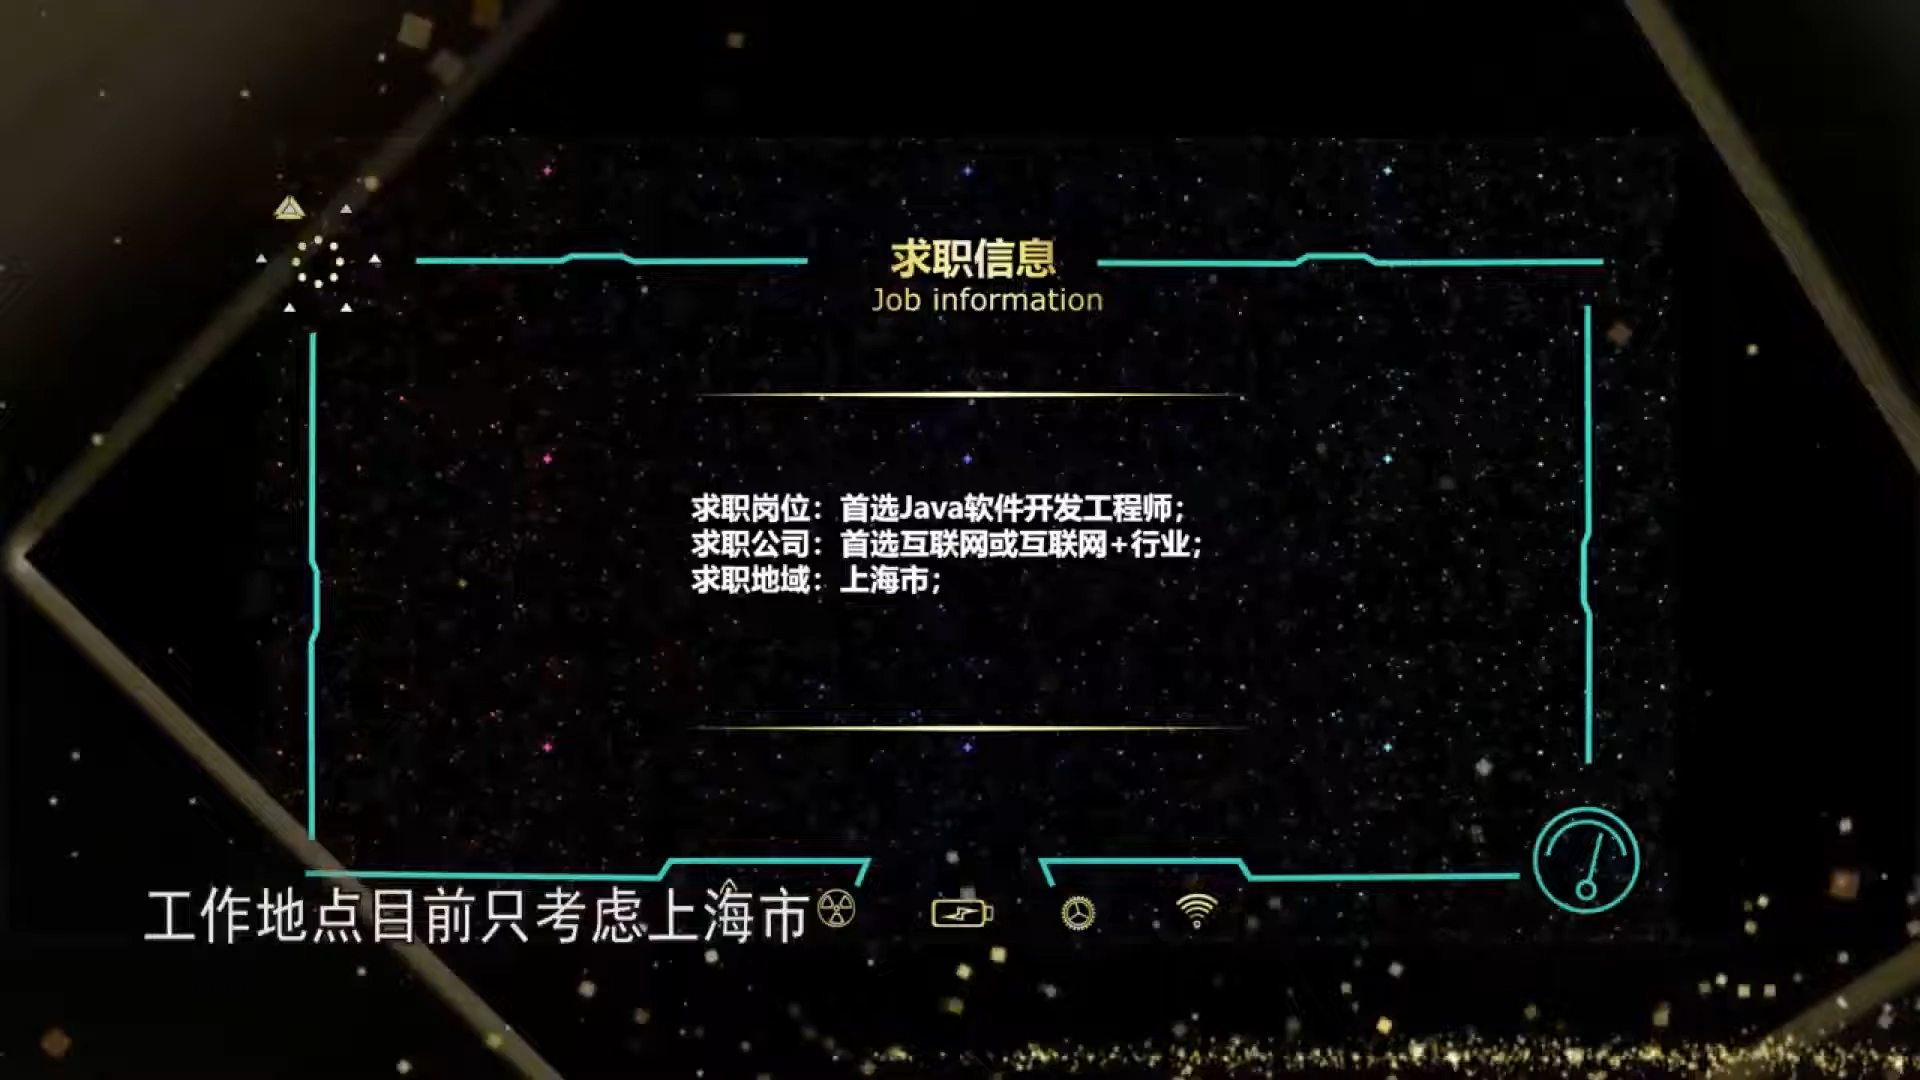 求职信息
Job information
求职岗位：首选Java软件开发工程师；
求职公司：首选互联网或互联网+行业；
求职地域：上海市；
工作地点目前只考虑上海市